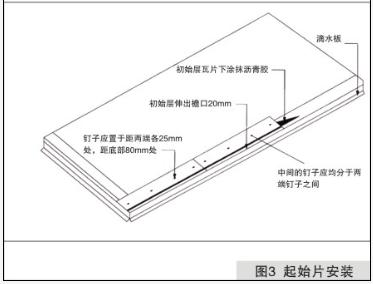 滴水板
初始层瓦片下涂抹沥青胶
初始层伸出檐口20mm
钉子应置于距两端各25mm
处，距底部80mm处
中间的钉子应均分于两
端钉子之间
图3 起始片安装